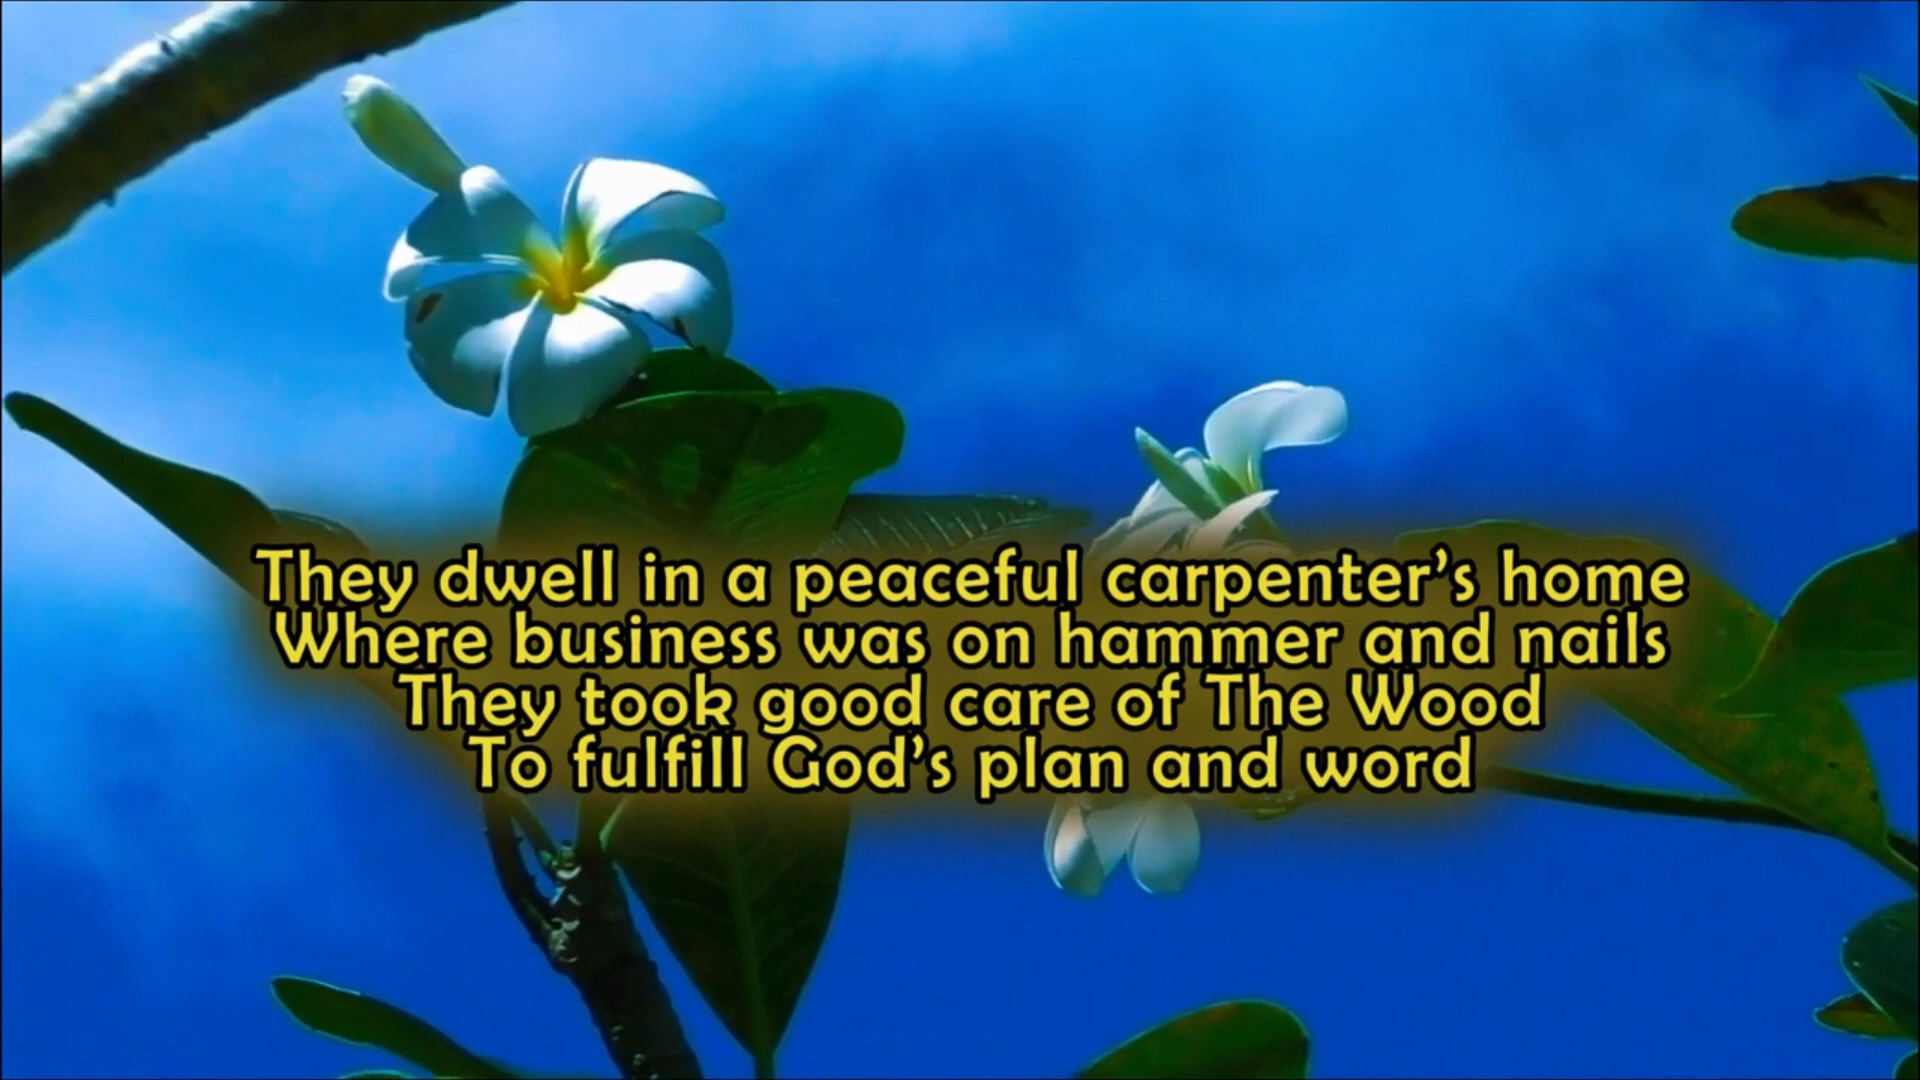 They dwell in a peaceful carpenter’s home
Where business was on hammer and nails
They took good care of The Wood
To fulfill God’s plan and word